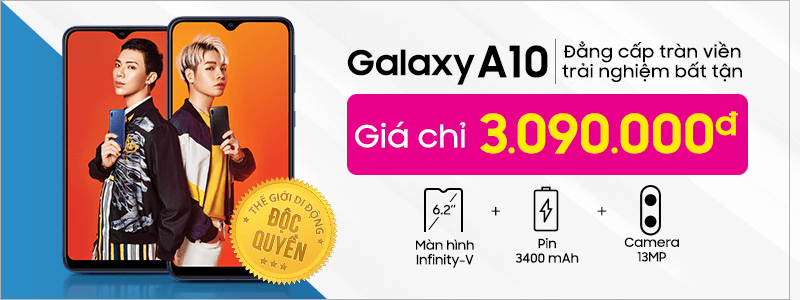 Galaxy A10
Đẳng cấp tràn viền
trải nghiệm bất tận
Giá chỉ 3.090.000đ
6.2"
+
+
Màn hình
Infinity-V
Pin
3400 mAh
Camera
13MP
THẾ GIỚI DI ĐỘNG
ĐỘC
QUYỀN